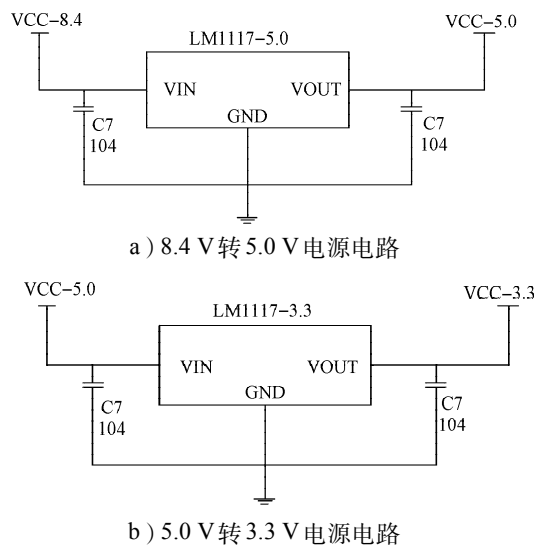 VCC-8.4
VCC-5.0
LM1117-5.0
VIN
VOUT
GND
C7
104
C7
104
a)8.4 V转5.0 V电源电路
VCC-5.0
VCC-3.3
LM1117-3.3
VIN
VOUT
GND
C7
104
C7
104
b)5.0 V转3.3 V电源电路